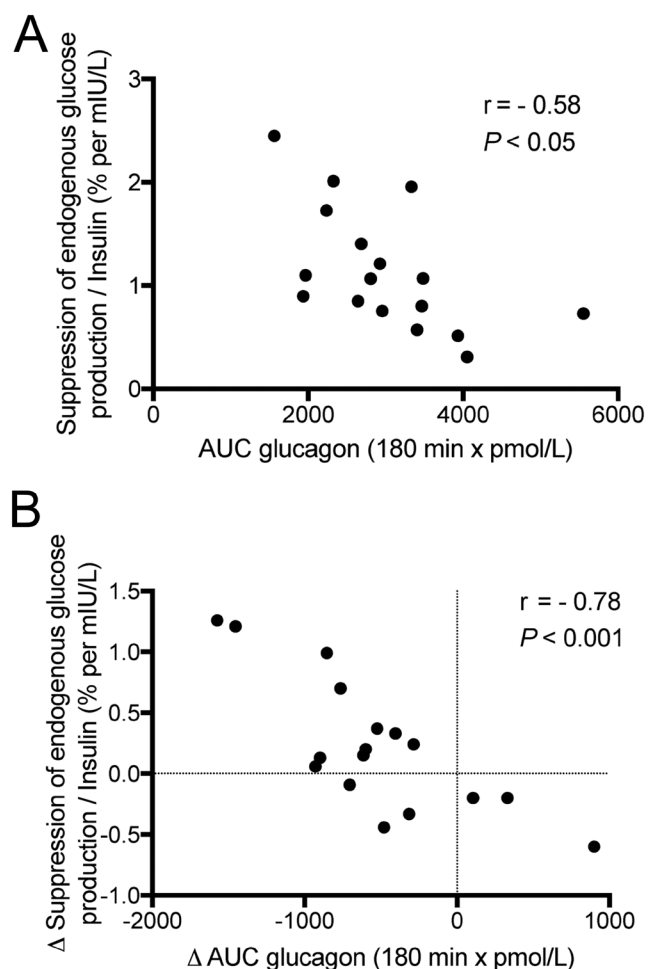 A
Suppression of endogenous glucose
production / Insulin (% per mIU/L)
3
2
1
0
r = - 0.58
P < 0.05
0 2000 4000 6000
AUC glucagon (180 min x pmol/L)
B
Δ Suppression of endogenous glucose
production / Insulin (% per mIU/L)
1.5
1.0
0.5
0.0
-0.5
-1.0
r = - 0.78
P < 0.001
-2000 -1000 0 1000
Δ AUC glucagon (180 min x pmol/L)